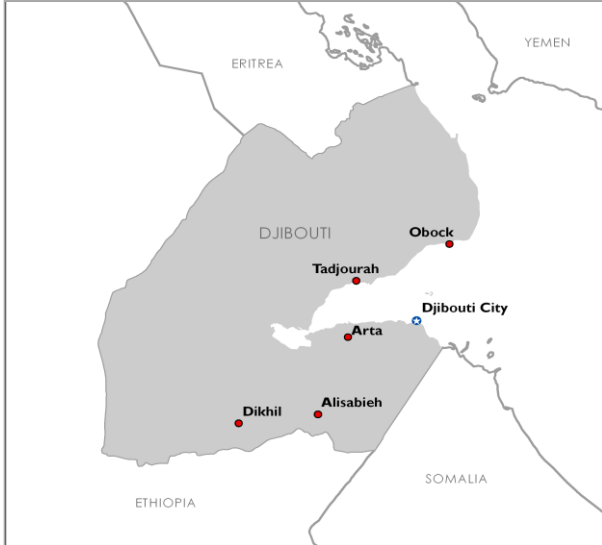 YEMEN
ERITREA
DJIBOUTI
Obock
Tadjourah
Djibouti City
Arta
Alisabieh
Dikhil
SOMALIA
ETHIOPIA